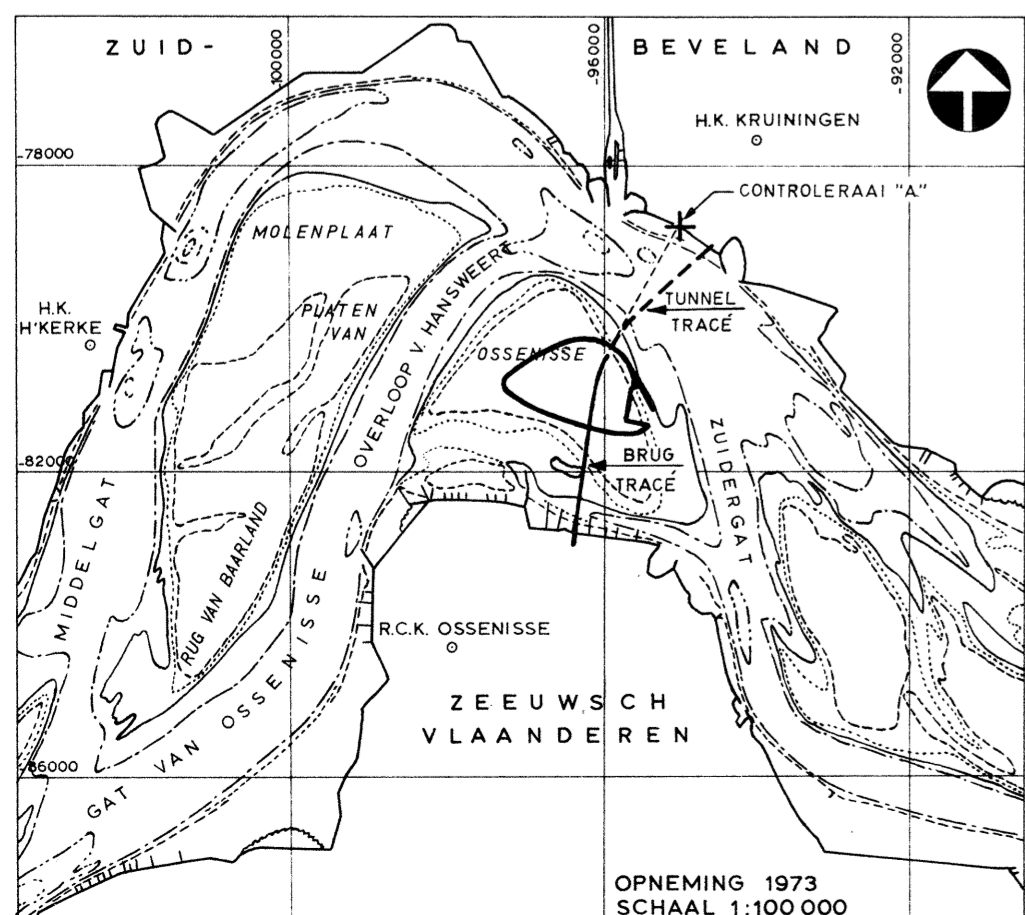 ZUID-
BEVELAND
-100000
-96000
-92000
H.K. KRUININGEN
-78000
CONTROLERAAI "A."
MOLENPLAAT
H.K.
H'KERKE
PLATEN
VAN
OSSENISSE
OVERLOOP V. HANSWEERT
TUNNEL
TRACÉ
ZUIDERGAT
BRUG
TRACÉ
-82000
MIDDELGAT
RUG VAN BAARLAND
R.C.K. OSSENISSE
GAT VAN OSSENISSE
ZEEUWSCH
VLAANDEREN
-86000
OPNEMING 1973
SCHAAL 1:100 000